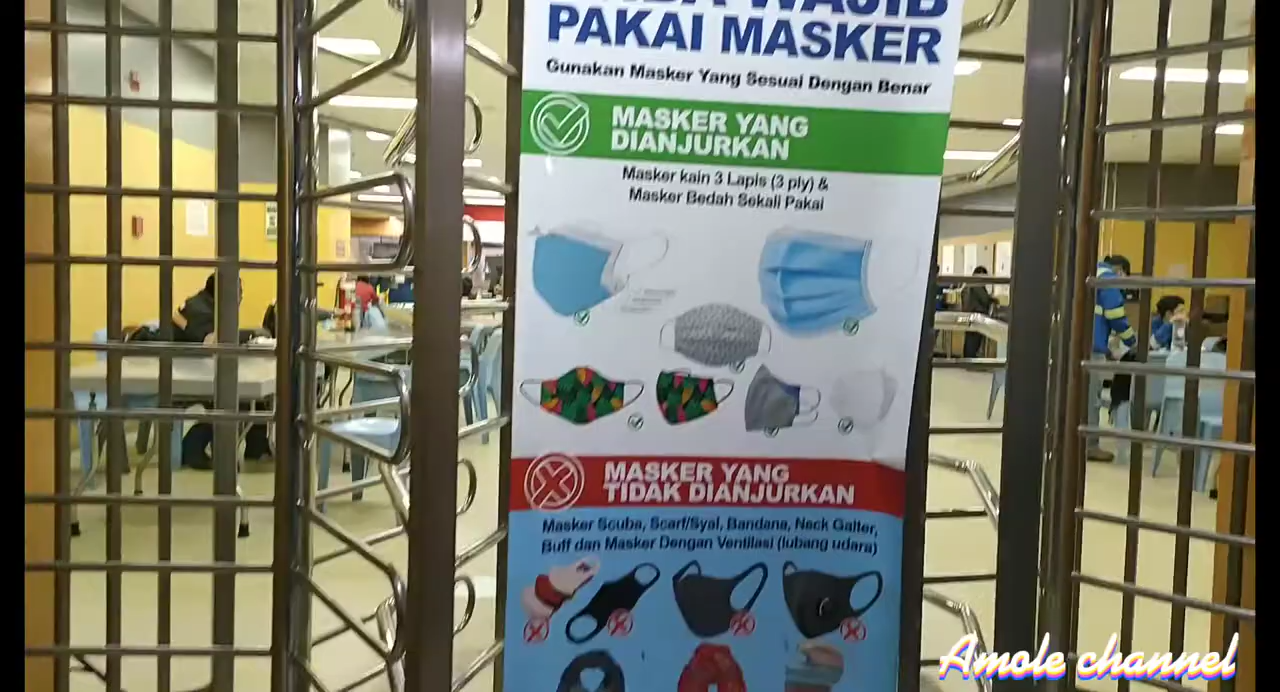 WAJIB
PAKAI MASKER
Gunakan Masker Yang Sesuai Dengan Benar
MASKER YANG
DIANJURKAN
Masker kain 3 Lapis (3 ply) &
Masker Bedah Sekali Pakai
MASKER YANG
TIDAK DIANJURKAN
Masker Scuba, Scarf/Syal, Bandana, Neck Gaiter,
Buff dan Masker Dengan Ventilasi (lubang udara)
Amole channel